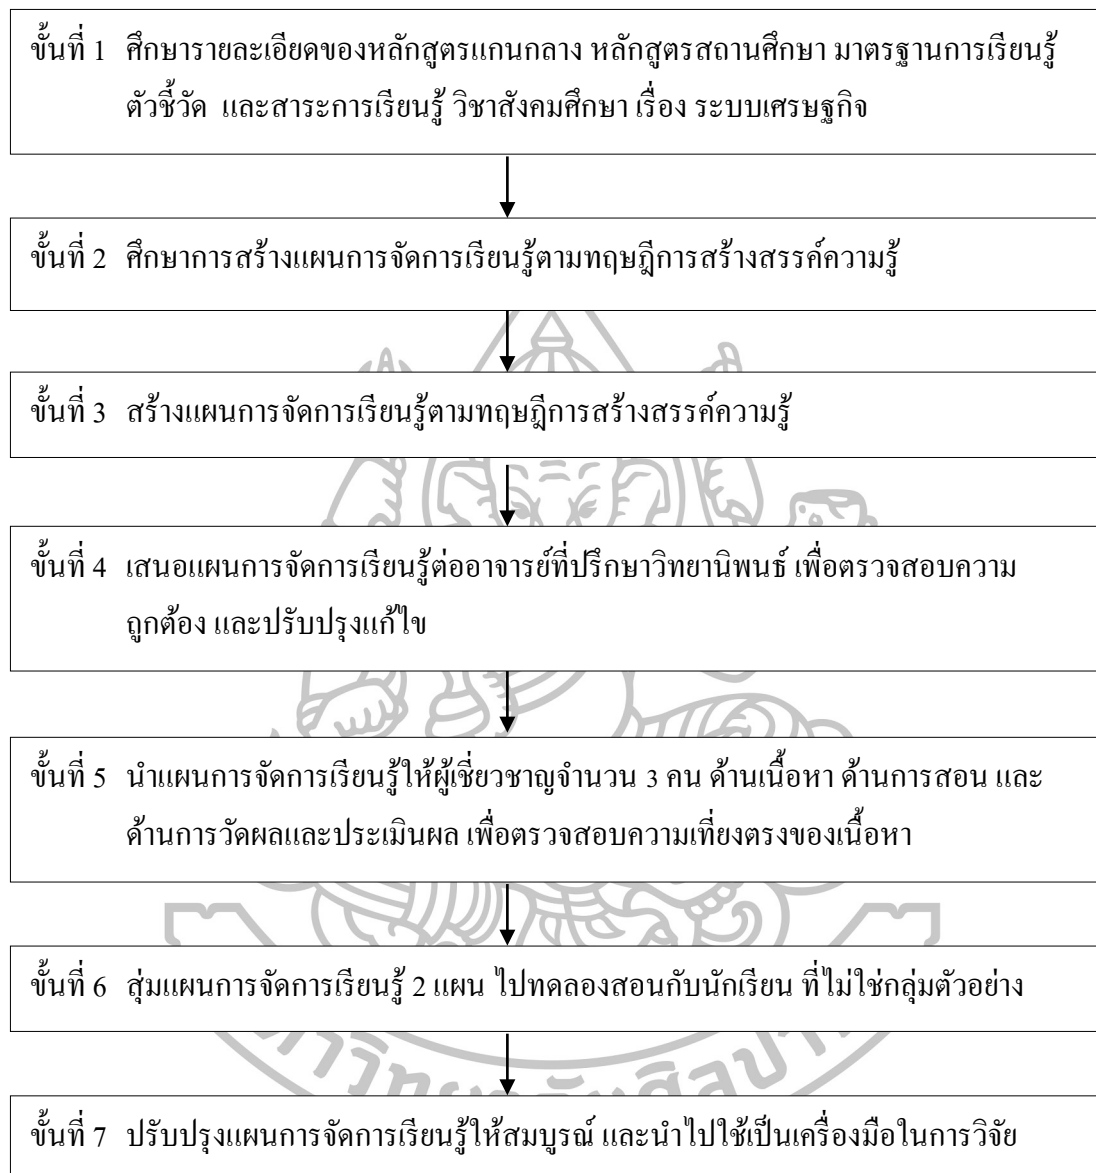 ขั้นที่ 1 ศึกษารายละเอียดของหลักสูตรแกนกลาง หลักสูตรสถานศึกษา มาตรฐานการเรียนรู้
ตัวชี้วัด และสาระการเรียนรู้ วิชาสังคมศึกษา เรื่อง ระบบเศรษฐกิจ
ขั้นที่ 2 ศึกษาการสร้างแผนการจัดการเรียนรู้ตามทฤษฎีการสร้างสรรค์ความรู้
ขั้นที่ 3 สร้างแผนการจัดการเรียนรู้ตามทฤษฎีการสร้างสรรค์ความรู้
ขั้นที่ 4 เสนอแผนการจัดการเรียนรู้ต่ออาจารย์ที่ปรึกษาวิทยานิพนธ์ เพื่อตรวจสอบความ
ถูกต้อง และปรับปรุงแก้ไข
ขั้นที่ 5 นำแผนการจัดการเรียนรู้ให้ผู้เชี่ยวชาญจำนวน 3 คน ด้านเนื้อหา ด้านการสอน และ
ด้านการวัดผลและประเมินผล เพื่อตรวจสอบความเที่ยงตรงของเนื้อหา
ขั้นที่ 6 สุ่มแผนการจัดการเรียนรู้ 2 แผน ไปทดลองสอนกับนักเรียน ที่ไม่ใช่กลุ่มตัวอย่าง
ขั้นที่ 7 ปรับปรุงแผนการจัดการเรียนรู้ให้สมบูรณ์ และนำไปใช้เป็นเครื่องมือในการวิจัย